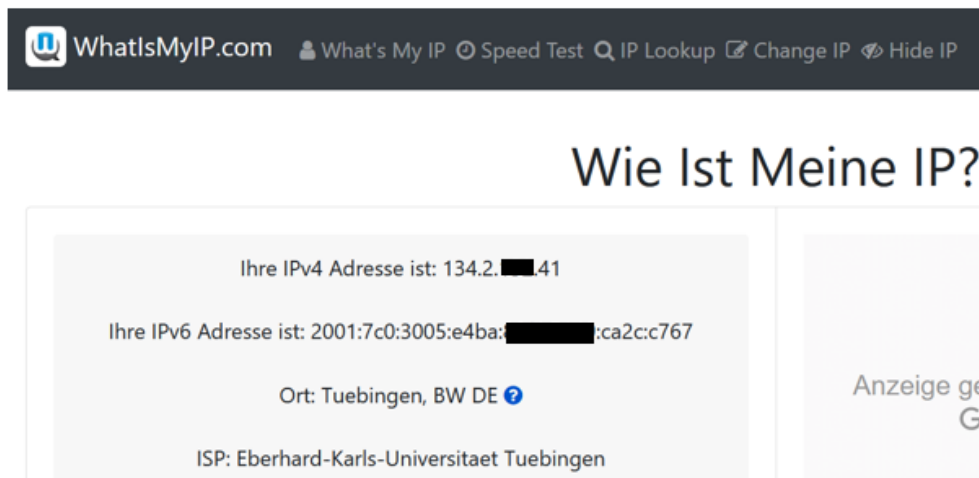 WhatIsMyIP.com What's My IP Speed Test IP Lookup Change IP Hide IP
Wie Ist Meine IP?
Ihre IPv4 Adresse ist: 134.2. .41
Ihre IPv6 Adresse ist: 2001:7c0:3005:e4ba: :ca2c:c767
Ort: Tuebingen, BW DE
ISP: Eberhard-Karls-Universitaet Tuebingen
Anzeige